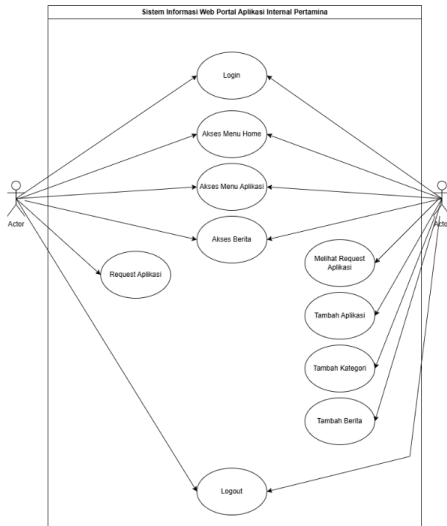 Sistem Informasi Web Portal Aplikasi Internal Pertamina
Login
Akses Menu Home
Akses Menu Aplikasi
Actor
Actor
Akses Berita
Request Aplikasi
Melihat Request
Aplikasi
Tambah Aplikasi
Tambah Kategori
Tambah Berita
Logout